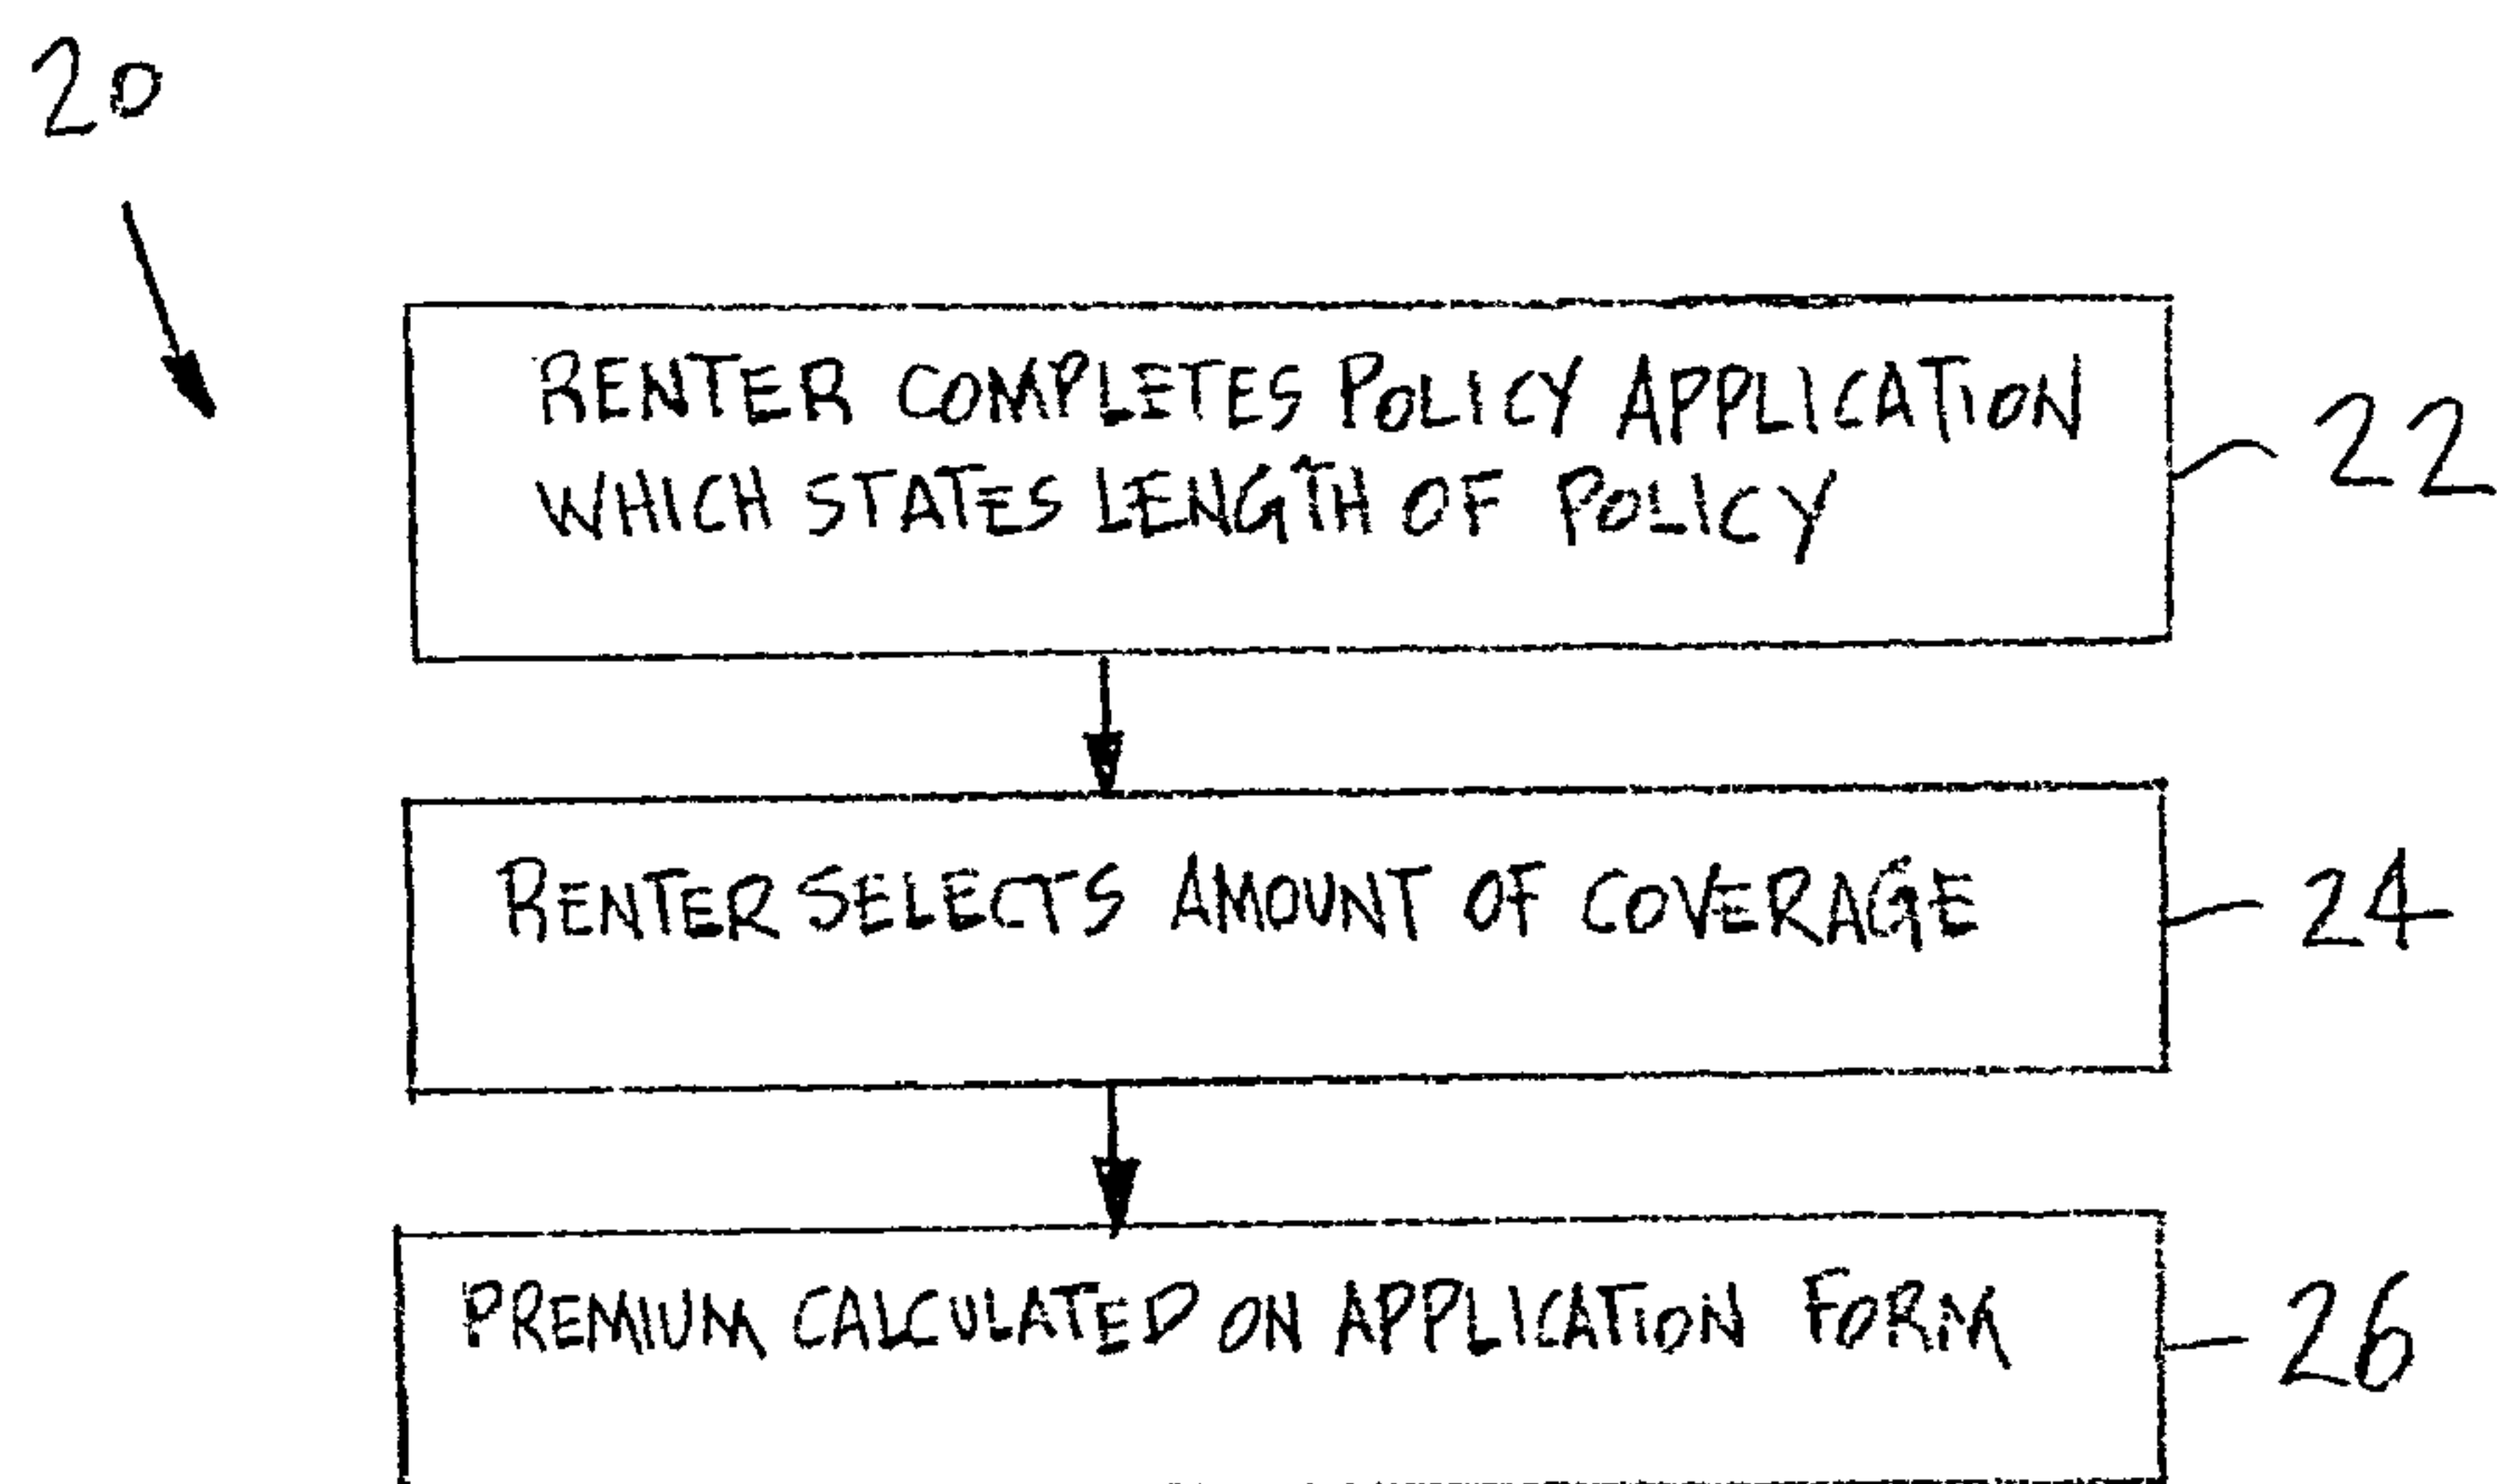 20
RENTER COMPLETES POLICY APPLICATION
WHICH STATES LENGTH OF POLICY
22
RENTER SELECTS AMOUNT OF COVERAGE
24
PREMIUM CALCULATED ON APPLICATION FORM
26